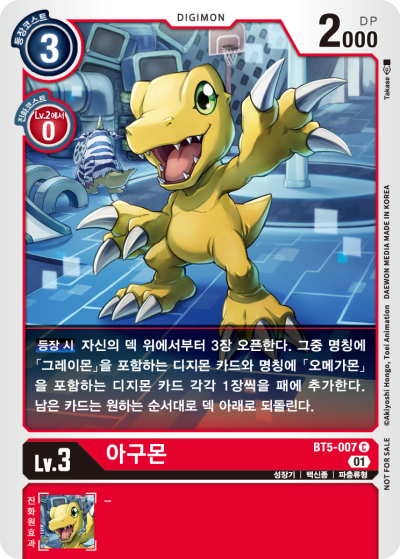 등장코스트
3
DIGIMON
2000
DP
진화코스트
Lv.2에서
0
Takase
등장 시 자신의 덱 위에서부터 3장 오픈한다. 그중 명칭에
「그레이몬」을 포함하는 디지몬 카드와 명칭에 「오메가몬」
을 포함하는 디지몬 카드 각각 1장씩을 패에 추가한다.
남은 카드는 원하는 순서대로 덱 아래로 되돌린다.
©Akiyoshi Hongo, Toei Animation DAEWON MEDIA MADE IN KOREA
NOT FOR SALE
Lv.3
아구몬
BT5-007 C
01
성장기 | 백신종 | 파충류형
진화원효과
–